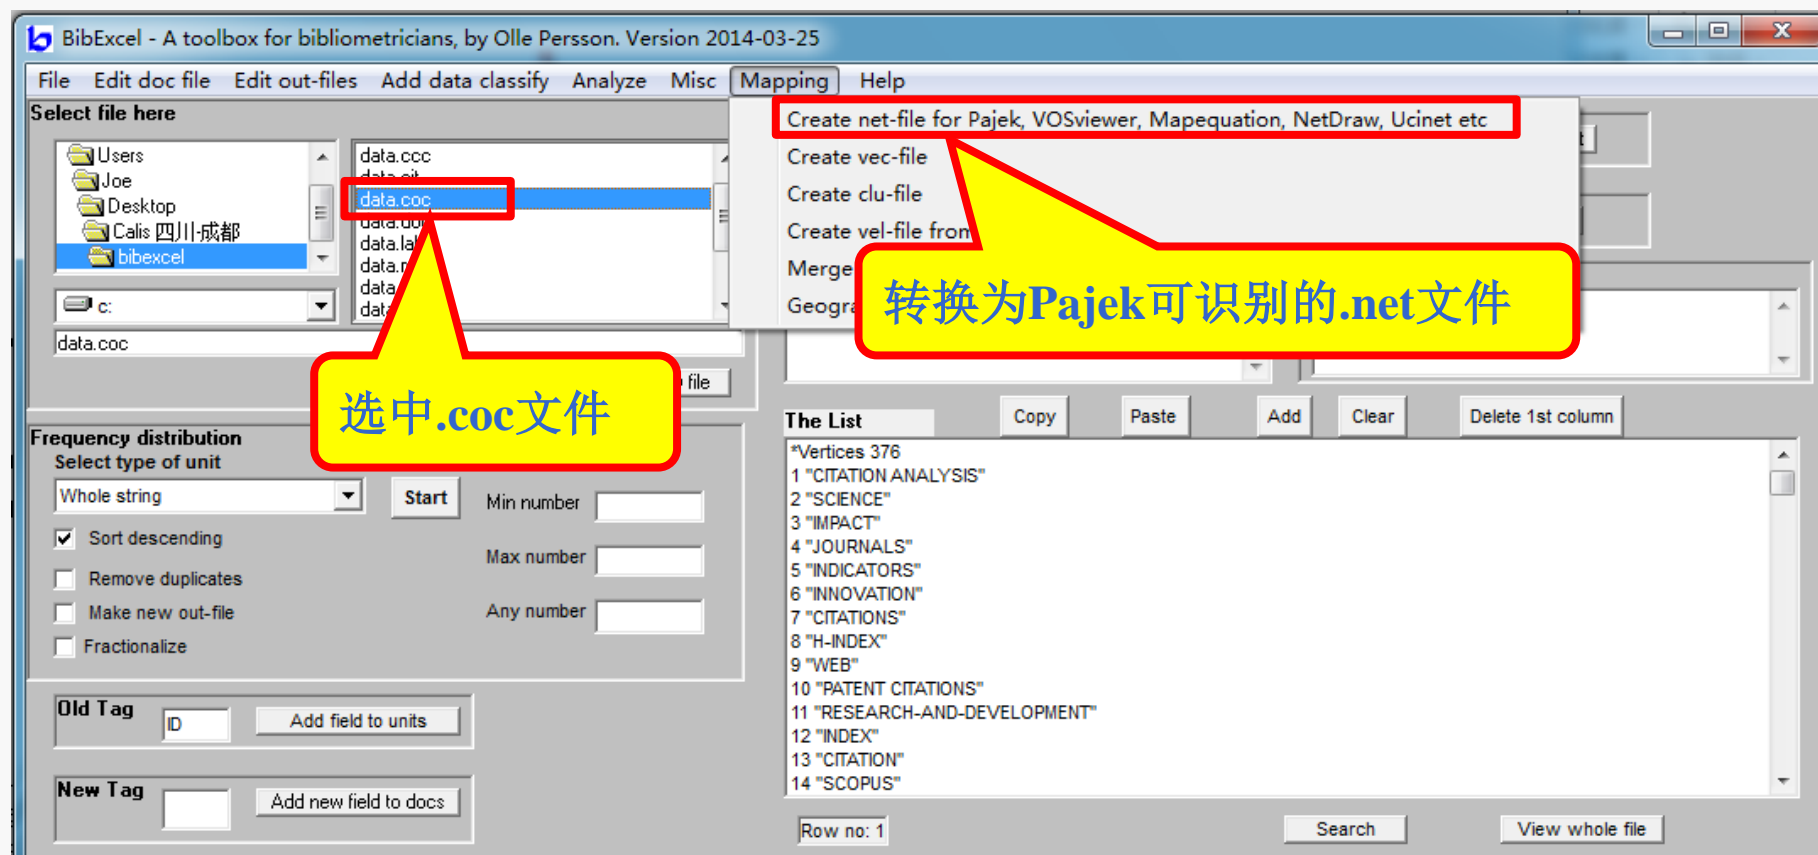 BibExcel - A toolbox for bibliometricians, by Olle Persson. Version 2014-03-25
File Edit doc file Edit out-files Add data classify Analyze Misc Mapping Help
Select file here
Users
Joe
Desktop
Calis 四川-成都
bibexcel
c:
data.ccc
data.cit
data.coc
data.coc
Create net-file for Pajek, VOSviewer, Mapequation, NetDraw, Ucinet etc
Create vec-file
Create clu-file
Create vel-file from
Merge
转换为Pajek可识别的.net文件
选中.coc文件
file
Frequency distribution
Select type of unit
Whole string
Start
Min number
Sort descending
Max number
Remove duplicates
Make new out-file
Any number
Fractionalize
Old Tag
ID
Add field to units
New Tag
Add new field to docs
The List
Copy
Paste
Add
Clear
Delete 1st column
*Vertices 376
1 "CITATION ANALYSIS"
2 "SCIENCE"
3 "IMPACT"
4 "JOURNALS"
5 "INDICATORS"
6 "INNOVATION"
7 "CITATIONS"
8 "H-INDEX"
9 "WEB"
10 "PATENT CITATIONS"
11 "RESEARCH-AND-DEVELOPMENT"
12 "INDEX"
13 "CITATION"
14 "SCOPUS"
Row no: 1
Search
View whole file